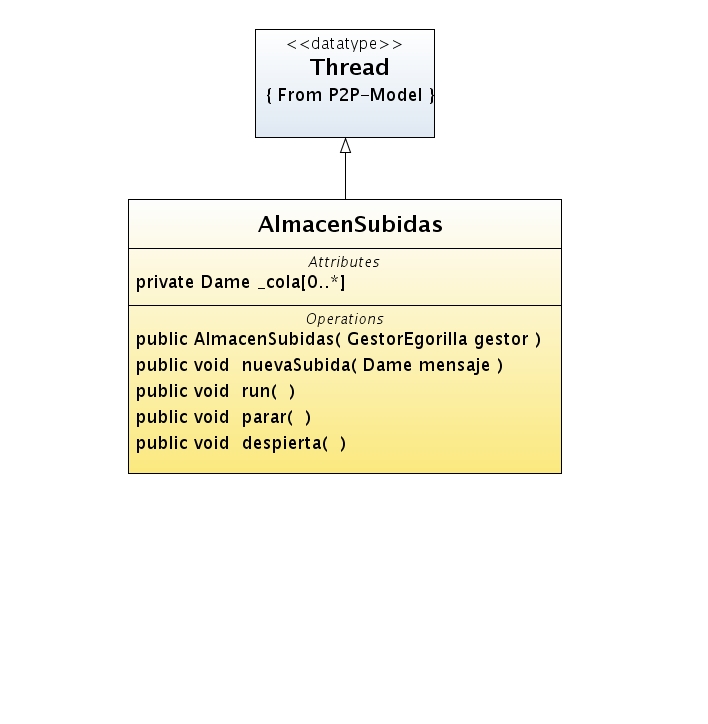 <<datatype>>
Thread
{ From P2P-Model }
AlmacenSubidas
Attributes
private Dame _cola[0..*]
Operations
public AlmacenSubidas( GestorEgorilla gestor )
public void  nuevaSubida( Dame mensaje )
public void  run(  )
public void  parar(  )
public void  despierta(  )